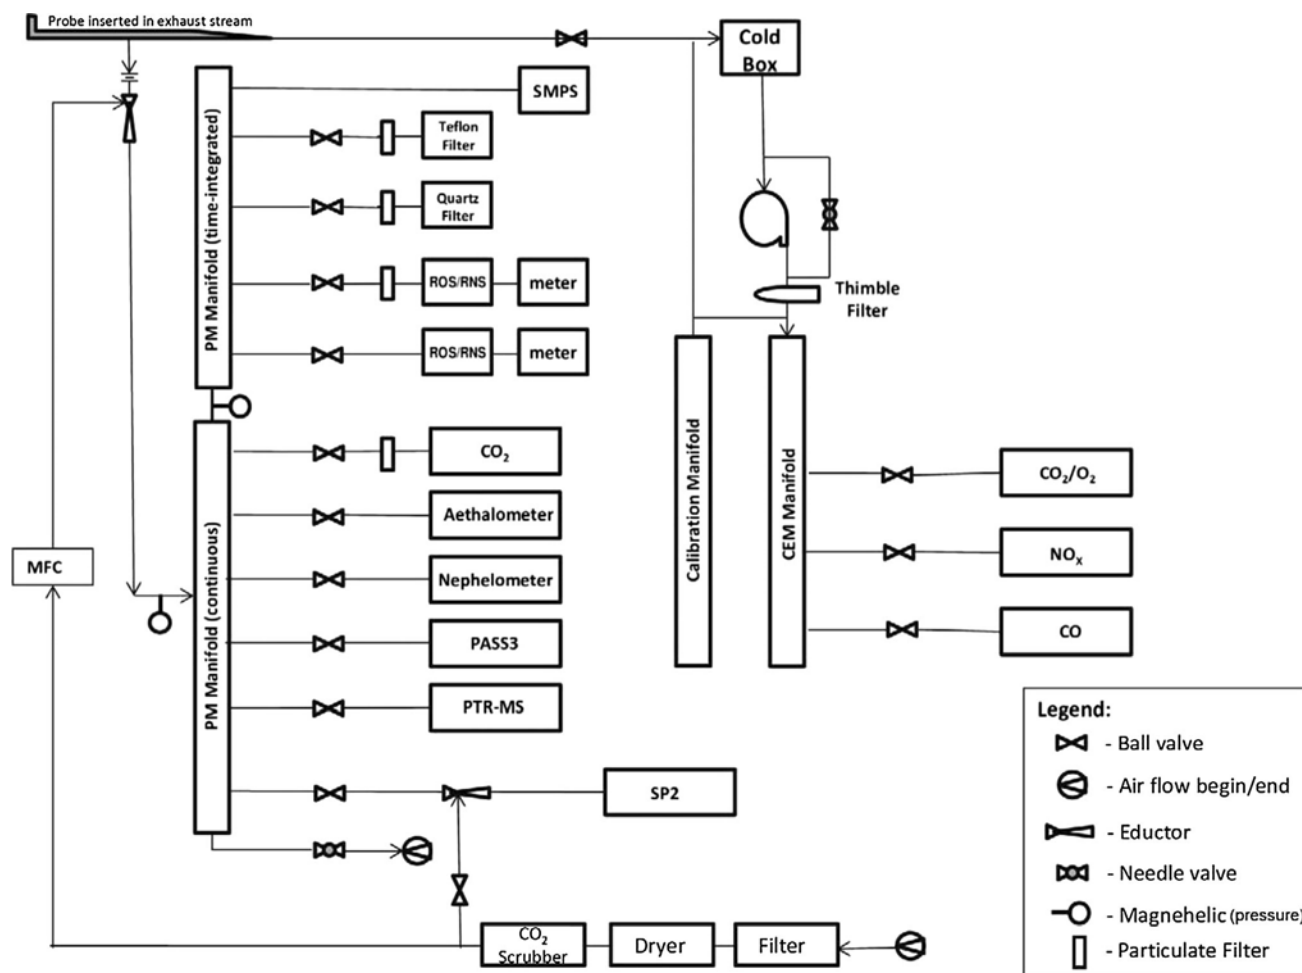 Probe inserted in exhaust stream
Cold
Box
SMPS
Teflon
Filter
Quartz
Filter
ROS/RNS
meter
ROS/RNS
meter
PM Manifold (time-integrated)
Thimble
Filter
CO₂
Aethalometer
Nephelometer
PASS3
PTR-MS
SP2
PM Manifold (continuous)
MFC
Calibration Manifold
CEM Manifold
CO₂/O₂
NOₓ
CO
CO₂
Scrubber
Dryer
Filter
Legend:
- Ball valve
- Air flow begin/end
- Eductor
- Needle valve
- Magnehelic (pressure)
- Particulate Filter